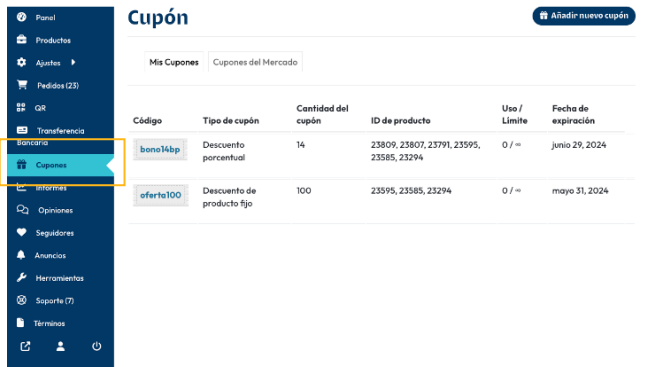 Panel
Productos
Ajustes
Pedidos (23)
QR
Transferencia
Bancaria
Cupones
Informes
Opiniones
Seguidores
Anuncios
Herramientas
Soporte (7)
Términos
Cupón
Añadir nuevo cupón
Mis Cupones
Cupones del Mercado
Código Tipo de cupón Cantidad del cupón ID de producto Uso / Límite Fecha de expiración
bono14bp Descuento porcentual 14 23809, 23807, 23791, 23595, 23585, 23294 0 / ∞ junio 29, 2024
oferta100 Descuento de producto fijo 100 23595, 23585, 23294 0 / ∞ mayo 31, 2024